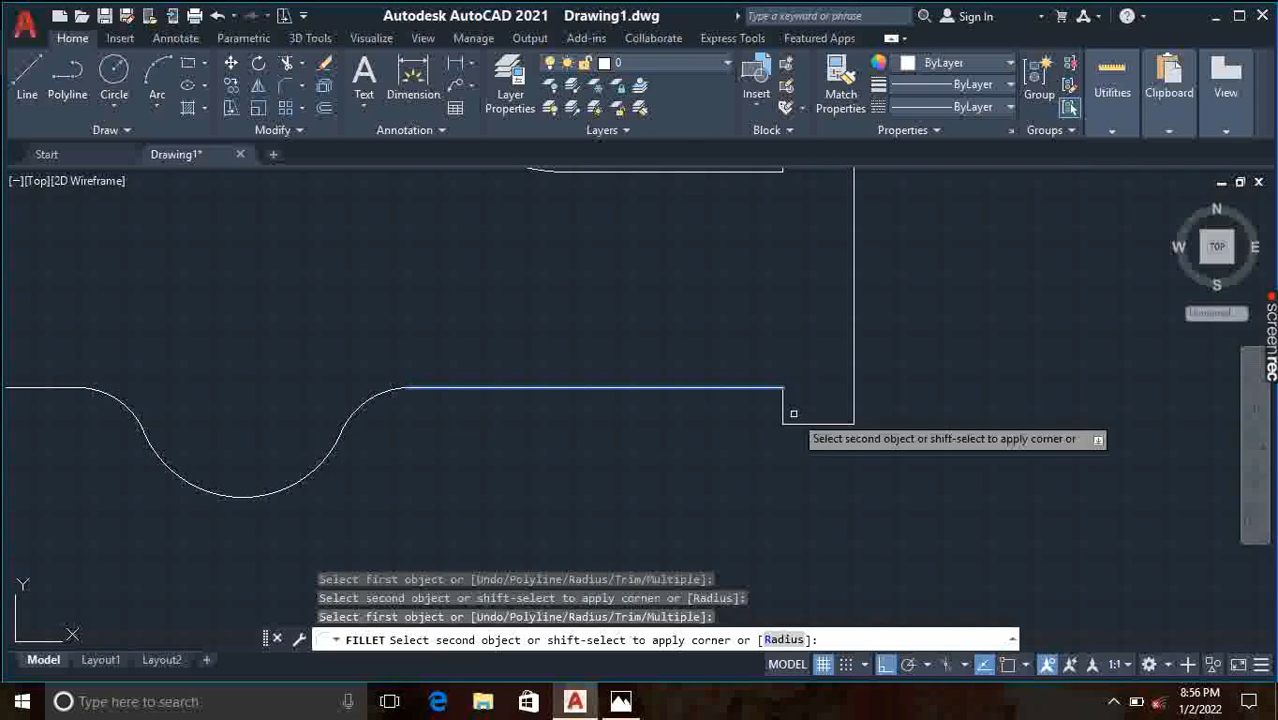 Autodesk AutoCAD 2021 Drawing1.dwg
Type a keyword or phrase
Sign In
Home Insert Annotate Parametric 3D Tools Visualize View Manage Output Add-ins Collaborate Express Tools Featured Apps
Line Polyline Circle Arc
Text Dimension
Layer Properties
0
Insert
Match Properties
ByLayer
ByLayer
ByLayer
Group
Utilities
Clipboard
View
Draw Modify Annotation Layers Block Properties Groups
Start Drawing1*
[−][Top][2D Wireframe]
N
W TOP E
S
Unnamed
screenrec
Select second object or shift-select to apply corner or
Select first object or [Undo/Polyline/Radius/Trim/Multiple]:
Select second object or shift-select to apply corner or [Radius]:
Select first object or [Undo/Polyline/Radius/Trim/Multiple]:
FILLET Select second object or shift-select to apply corner or [Radius]:
Y
X
Model Layout1 Layout2 +
MODEL 1:1
Type here to search
8:56 PM
1/2/2022